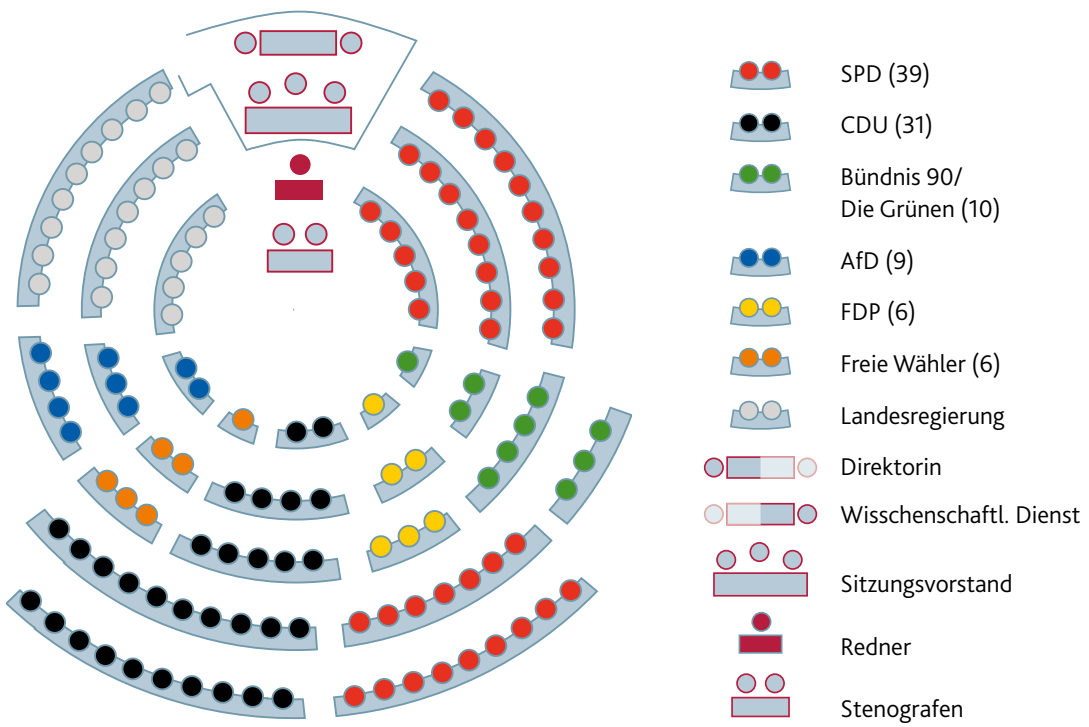 SPD (39)
CDU (31)
Bündnis 90/
Die Grünen (10)
AfD (9)
FDP (6)
Freie Wähler (6)
Landesregierung
Direktorin
Wisschenschaftl. Dienst
Sitzungsvorstand
Redner
Stenografen